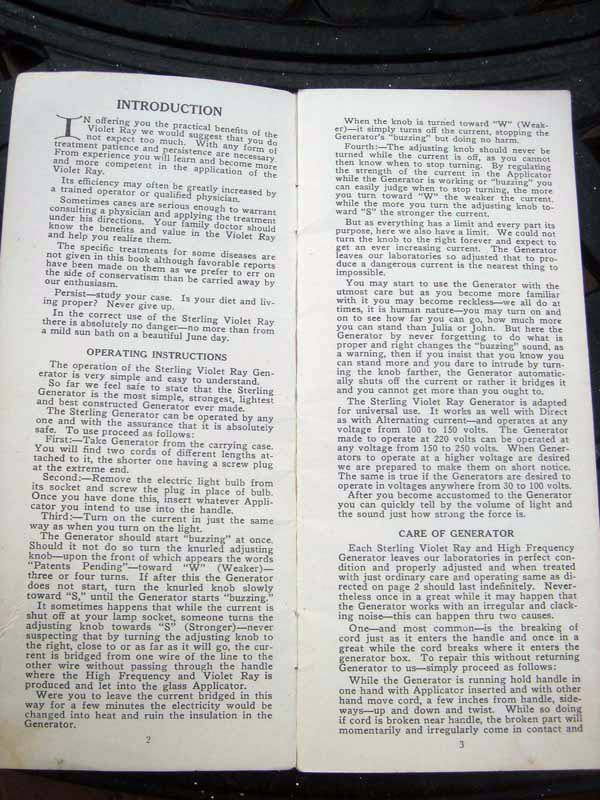 INTRODUCTION
IN offering you the practical benefits of the
Violet Ray we would suggest that you do
not expect too much. With any form of
treatment patience and persistence are necessary.
From experience you will learn and become more
and more competent in the application of the
Violet Ray.
Its efficiency may often be greatly increased by
a trained operator or qualified physician.
Sometimes cases are serious enough to warrant
consulting a physician and applying the treatment
under his directions. Your family doctor should
know the benefits and value in the Violet Ray
and help you realize them.
The specific treatments for some diseases are
not given in this book although favorable reports
have been made on them as we prefer to err on
the side of conservatism than be carried away by
our enthusiasm.
Persist—study your case. Is your diet and liv-
ing proper? Never give up.
In the correct use of the Sterling Violet Ray
there is absolutely no danger—no more than from
a mild sun bath on a beautiful June day.
OPERATING INSTRUCTIONS
The operation of the Sterling Violet Ray Gen-
erator is very simple and easy to understand.
So far we feel safe to state that the Sterling
Generator is the most simple, strongest, lightest
and best constructed Generator ever made.
The Sterling Generator can be operated by any
one and with the assurance that it is absolutely
safe. To use proceed as follows:
First:—Take Generator from the carrying case.
You will find two cords of different lengths at-
tached to it, the shorter one having a screw plug
at the extreme end.
Second:—Remove the electric light bulb from
its socket and screw the plug in place of bulb.
Once you have done this, insert whatever Appli-
cator you intend to use into the handle.
Third:—Turn on the current in just the same
way as when you turn on the light.
The Generator should start "buzzing" at once.
Should it not do so turn the knurled adjusting
knob—upon the front of which appears the words
"Patents Pending"—toward "W" (Weaker)—
three or four turns. If after this the Generator
does not start, turn the knurled knob slowly
toward "S," until the Generator starts "buzzing."
It sometimes happens that while the current is
shut off at your lamp socket, someone turns the
adjusting knob towards "S" (Stronger)—never
suspecting that by turning the adjusting knob to
the right, close to or as far as it will go, the cur-
rent is bridged from one wire of the line to the
other wire without passing through the handle
where the High Frequency and Violet Ray is
produced and let into the glass Applicator.
Were you to leave the current bridged in this
way for a few minutes the electricity would be
changed into heat and ruin the insulation in the
Generator.
2
When the knob is turned toward "W" (Weak-
er)—it simply turns off the current, stopping the
Generator's "buzzing" but doing no harm.
Fourth:—The adjusting knob should never be
turned while the current is off, as you cannot
then know when to stop turning. By regulating
the strength of the current in the Applicator
while the Generator is working or "buzzing" you
can easily judge when to stop turning, the more
you turn toward "W" the weaker the current,
while the more you turn the adjusting knob to-
ward "S" the stronger the current.
But as everything has a limit and every part its
purpose, here we also have a limit. We could not
turn the knob to the right forever and expect to
get an ever increasing current. The Generator
leaves our laboratories so adjusted that to pro-
duce a dangerous current is the nearest thing to
impossible.
You may start to use the Generator with the
utmost care but as you become more familiar
with it you may become reckless—we all do at
times, it is human nature—you may turn on and
on to see how far you can go, how much more
you can stand than Julia or John. But here the
Generator by never forgetting to do what is
proper and right changes the "buzzing" sound, as
a warning, then if you insist that you know you
can stand more and you dare to intrude by turn-
ing the knob farther, the Generator automatic-
ally shuts off the current or rather it bridges it
and you cannot get more than you ought to.
The Sterling Violet Ray Generator is adapted
for universal use. It works as well with Direct
as with Alternating current—and operates at any
voltage from 100 to 150 volts. The Generator
made to operate at 220 volts can be operated at
any voltage from 150 to 250 volts. When Gener-
ators to operate at a higher voltage are desired
we are prepared to make them on short notice.
The same is true if the Generators are desired to
operate in voltages anywhere from 30 to 100 volts.
After you become accustomed to the Generator
you can quickly tell by the volume of light and
the sound just how strong the force is.
CARE OF GENERATOR
Each Sterling Violet Ray and High Frequency
Generator leaves our laboratories in perfect con-
dition and properly adjusted and when treated
with just ordinary care and operating same as di-
rected on page 2 should last indefinitely. Never-
theless once in a great while it may happen that
the Generator works with an irregular and clack-
ing noise—this can happen thru two causes.
One—and most common—is the breaking of
cord just as it enters the handle and once in a
great while the cord breaks where it enters the
generator box. To repair this without returning
Generator to us—simply proceed as follows:
While the Generator is running hold handle in
one hand with Applicator inserted and with other
hand move cord, a few inches from handle, side-
ways—up and down and twist. While so doing
if cord is broken near handle, the broken part will
momentarily and irregularly come in contact and
3